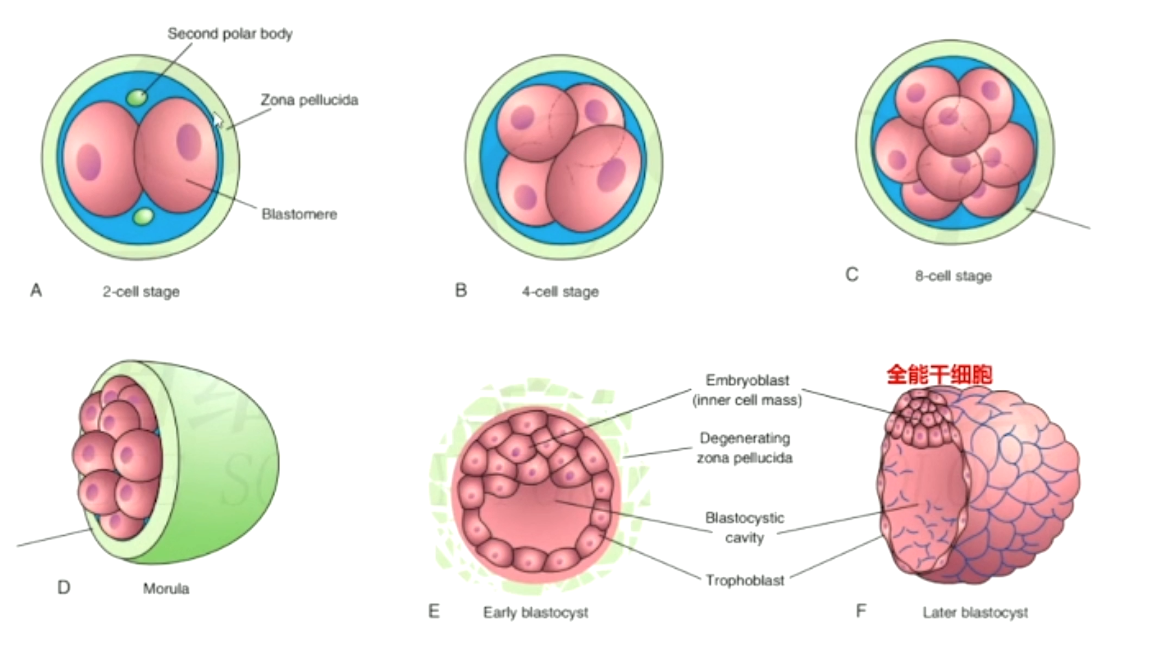 Second polar body
Zona pellucida
Blastomere
A
2-cell stage
B
4-cell stage
C
8-cell stage
全能干细胞
Embryoblast
(inner cell mass)
Degenerating
zona pellucida
Blastocystic
cavity
Trophoblast
D
Morula
E
Early blastocyst
F
Later blastocyst